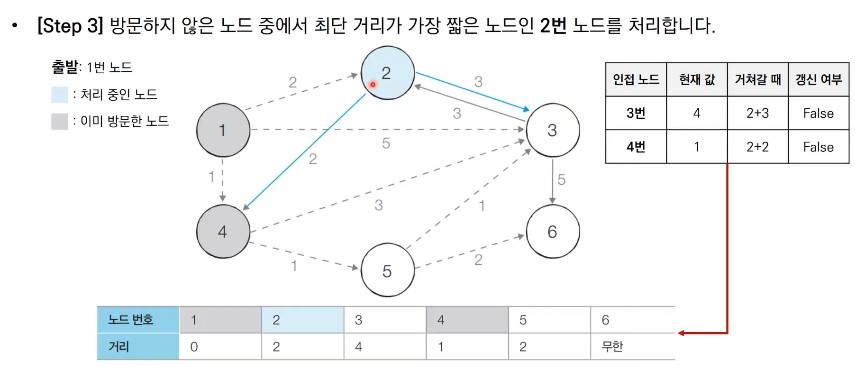 • [Step 3] 방문하지 않은 노드 중에서 최단 거리가 가장 짧은 노드인 2번 노드를 처리합니다.
출발: 1번 노드
: 처리 중인 노드
: 이미 방문한 노드
2
2
3
3
1
5
3
2
1
4
3
1
5
6
1
5
2
인접 노드 현재 값 거쳐갈 때 갱신 여부
3번 4 2+3 False
4번 1 2+2 False
노드 번호 1 2 3 4 5 6
거리 0 2 4 1 2 무한